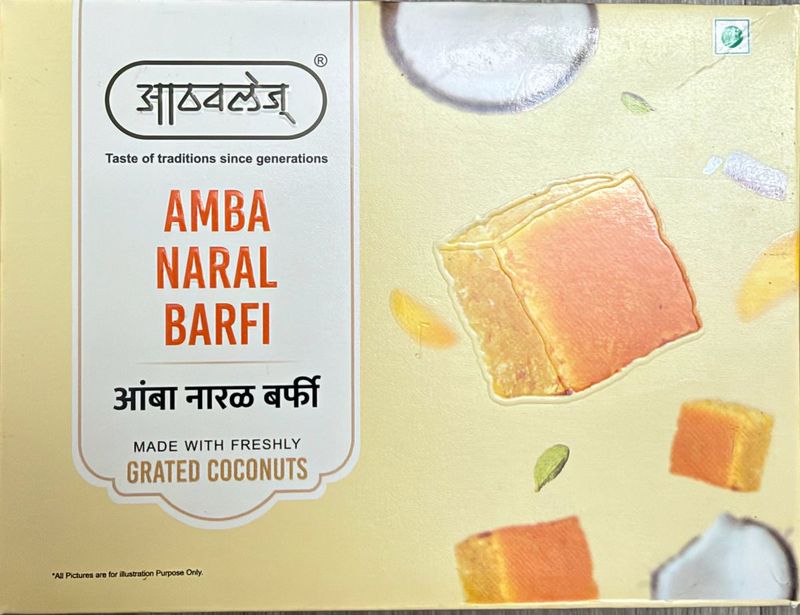 आठवलेज्
®
Taste of traditions since generations
AMBA
NARAL
BARFI
आंबा नारळ बर्फी
MADE WITH FRESHLY
GRATED COCONUTS
*All Pictures are for illustration Purpose Only.